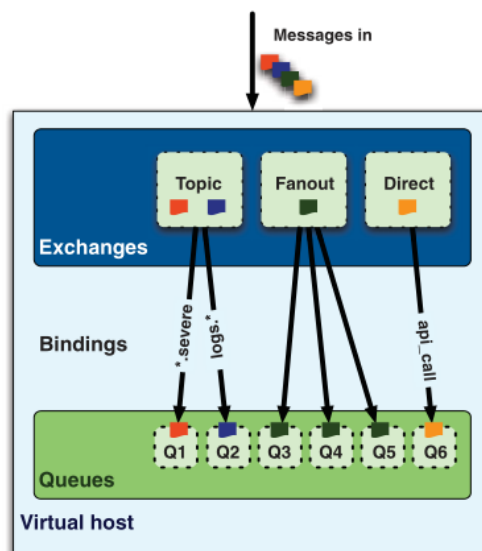 Messages in
Topic
Fanout
Direct
Exchanges
*.severe
logs.*
api_call
Bindings
Q1
Q2
Q3
Q4
Q5
Q6
Queues
Virtual host